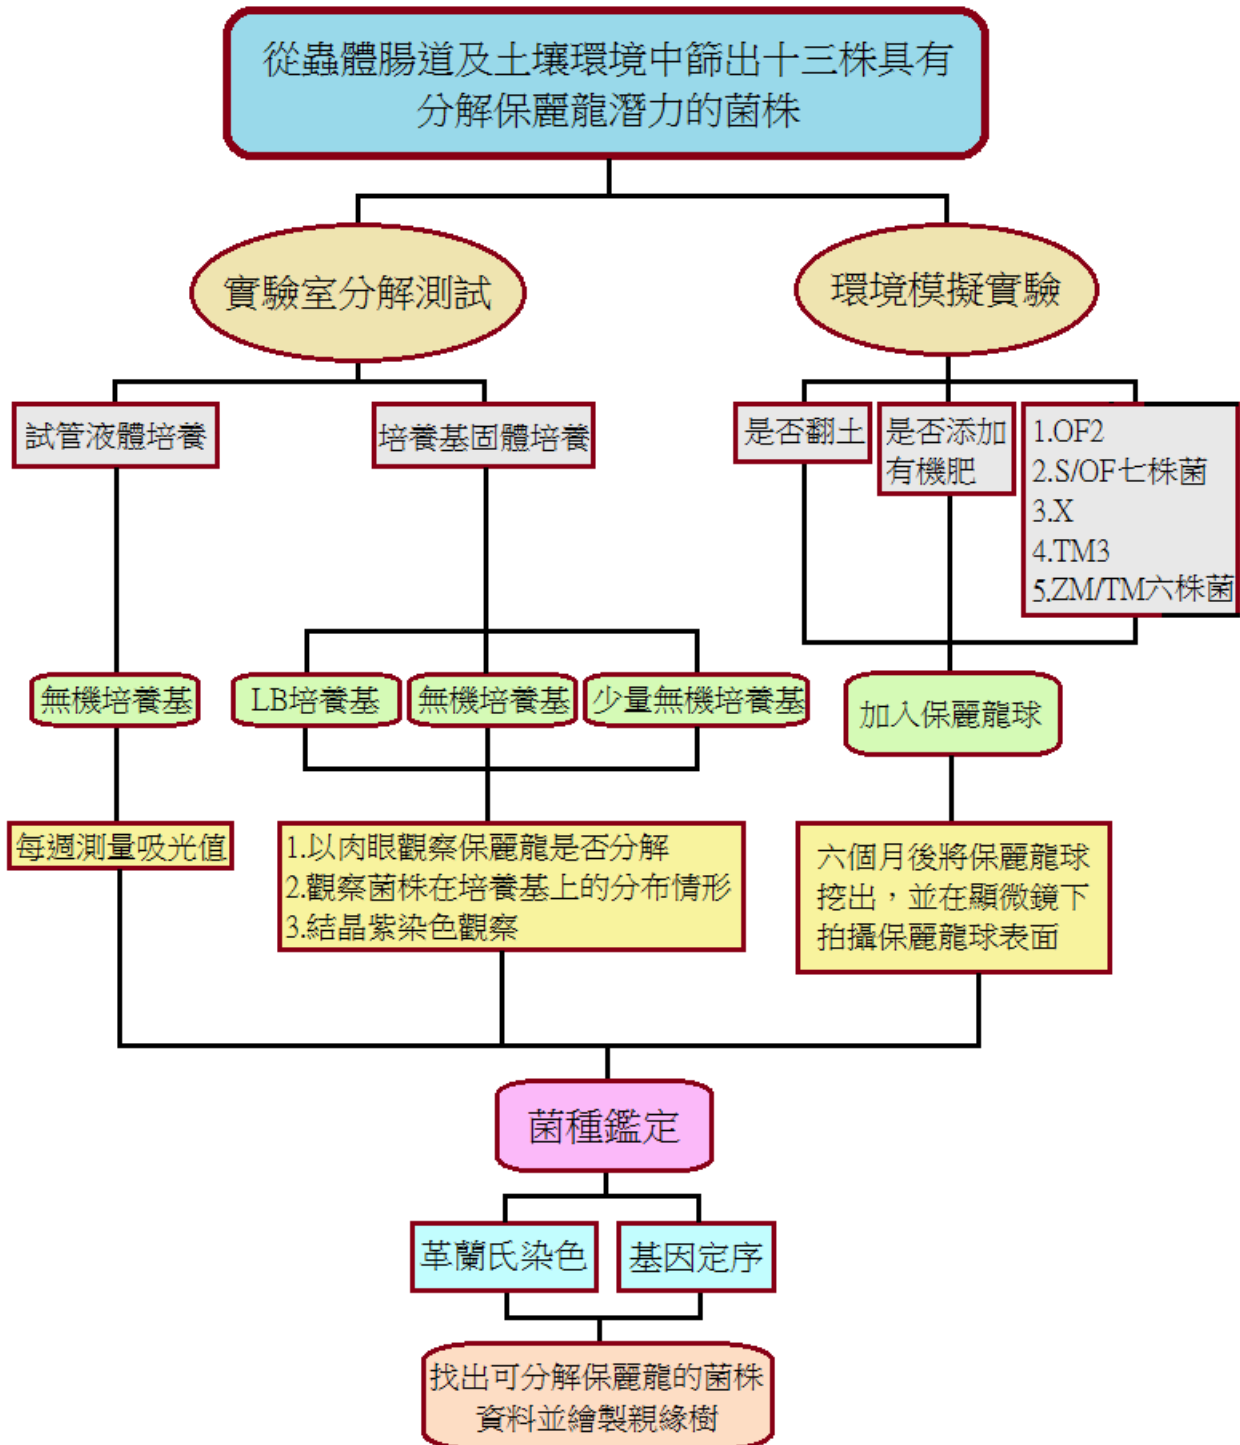 從蟲體腸道及土壤環境中篩出十三株具有
分解保麗龍潛力的菌株
實驗室分解測試
環境模擬實驗
試管液體培養
培養基固體培養
是否翻土
是否添加
有機肥
1.OF2
2.S/OF七株菌
3.X
4.TM3
5.ZM/TM六株菌
無機培養基
LB培養基
無機培養基
少量無機培養基
加入保麗龍球
每週測量吸光值
1.以肉眼觀察保麗龍是否分解
2.觀察菌株在培養基上的分布情形
3.結晶紫染色觀察
六個月後將保麗龍球
挖出，並在顯微鏡下
拍攝保麗龍球表面
菌種鑑定
革蘭氏染色
基因定序
找出可分解保麗龍的菌株
資料並繪製親緣樹